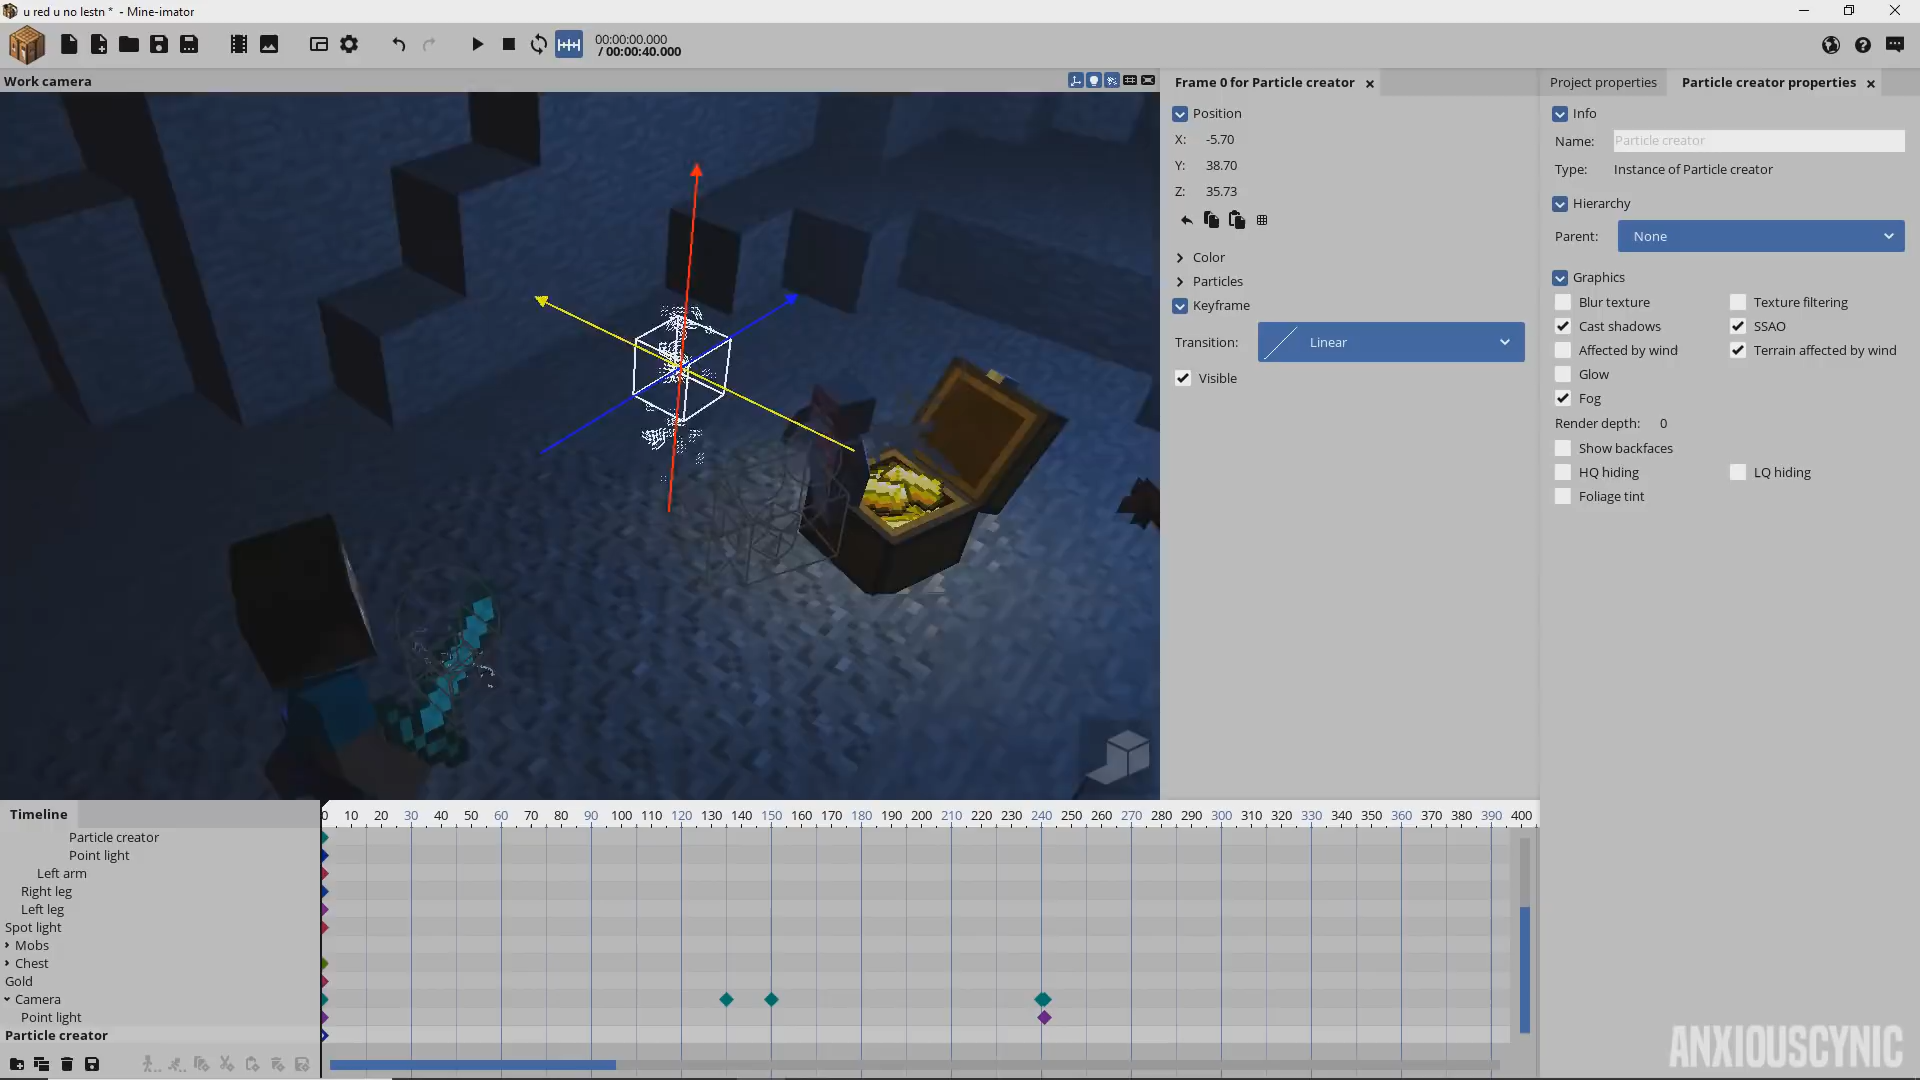 u red u no lestn * - Mine-imator
00:00:00.000
/ 00:00:40.000
Work camera
Frame 0 for Particle creator
Project properties
Particle creator properties
Position
X: -5.70
Y: 38.70
Z: 35.73
Color
Particles
Keyframe
Transition: Linear
Visible
Info
Name: Particle creator
Type: Instance of Particle creator
Hierarchy
Parent: None
Graphics
Blur texture Texture filtering
Cast shadows SSAO
Affected by wind Terrain affected by wind
Glow
Fog
Render depth: 0
Show backfaces
HQ hiding LQ hiding
Foliage tint
Timeline
0 10 20 30 40 50 60 70 80 90 100 110 120 130 140 150 160 170 180 190 200 210 220 230 240 250 260 270 280 290 300 310 320 330 340 350 360 370 380 390 400
Particle creator
Point light
Left arm
Right leg
Left leg
Spot light
Mobs
Chest
Gold
Camera
Point light
Particle creator
ANXIOUSCYNIC